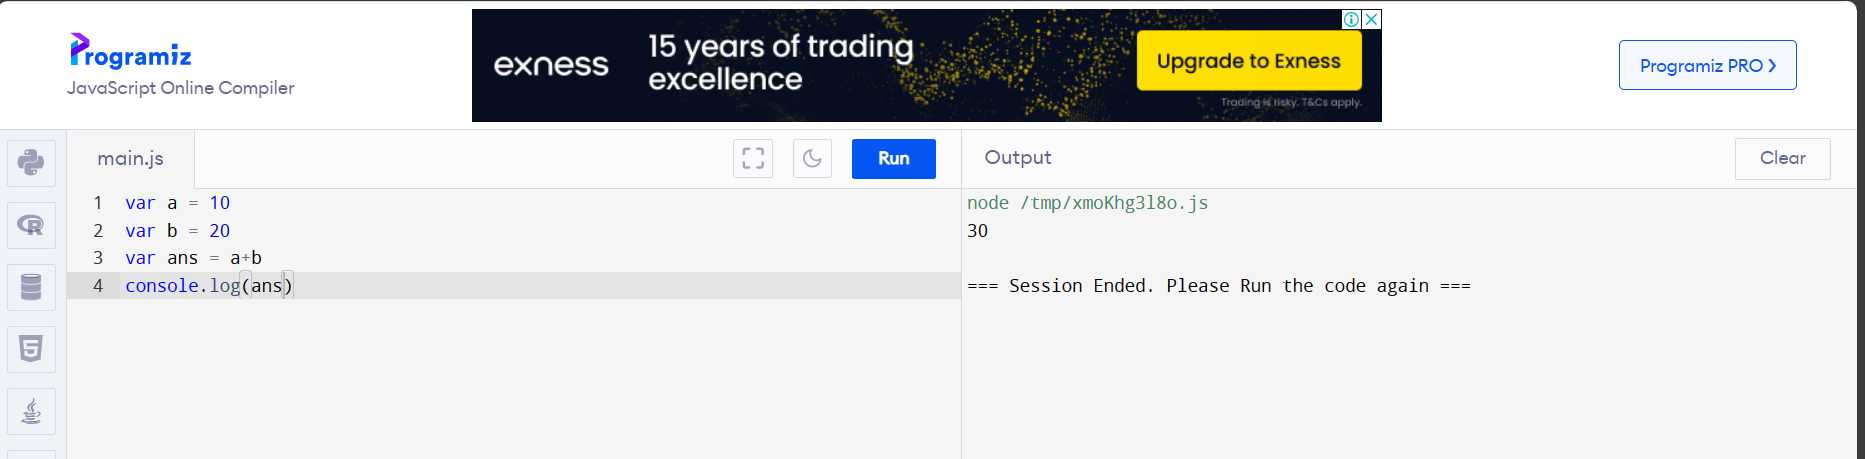 Programiz
JavaScript Online Compiler
exness
15 years of trading
excellence
Upgrade to Exness
Trading is risky. T&Cs apply.
Programiz PRO
main.js
Run
Output
Clear
1 var a = 10
2 var b = 20
3 var ans = a+b
4 console.log(ans)
node /tmp/xmoKhg3l8o.js
30
=== Session Ended. Please Run the code again ===